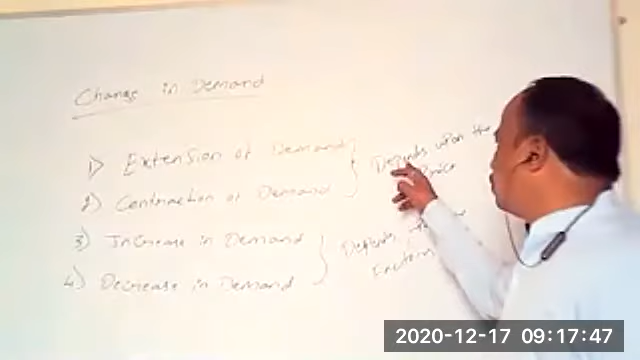 Change in Demand
1) Extension of Demand
Depends upon the
Price
2) Contraction of Demand
3) Increase in Demand
Depends
4) Decrease in Demand
2020-12-17 09:17:47